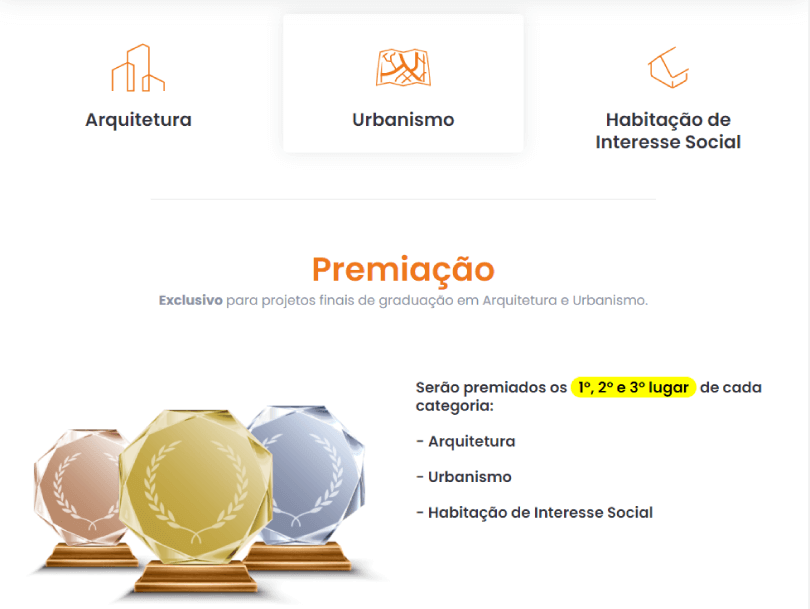 Arquitetura
Urbanismo
Habitação de
Interesse Social
Premiação
Exclusivo para projetos finais de graduação em Arquitetura e Urbanismo.
Serão premiados os 1º, 2º e 3º lugar de cada
categoria:
- Arquitetura
- Urbanismo
- Habitação de Interesse Social